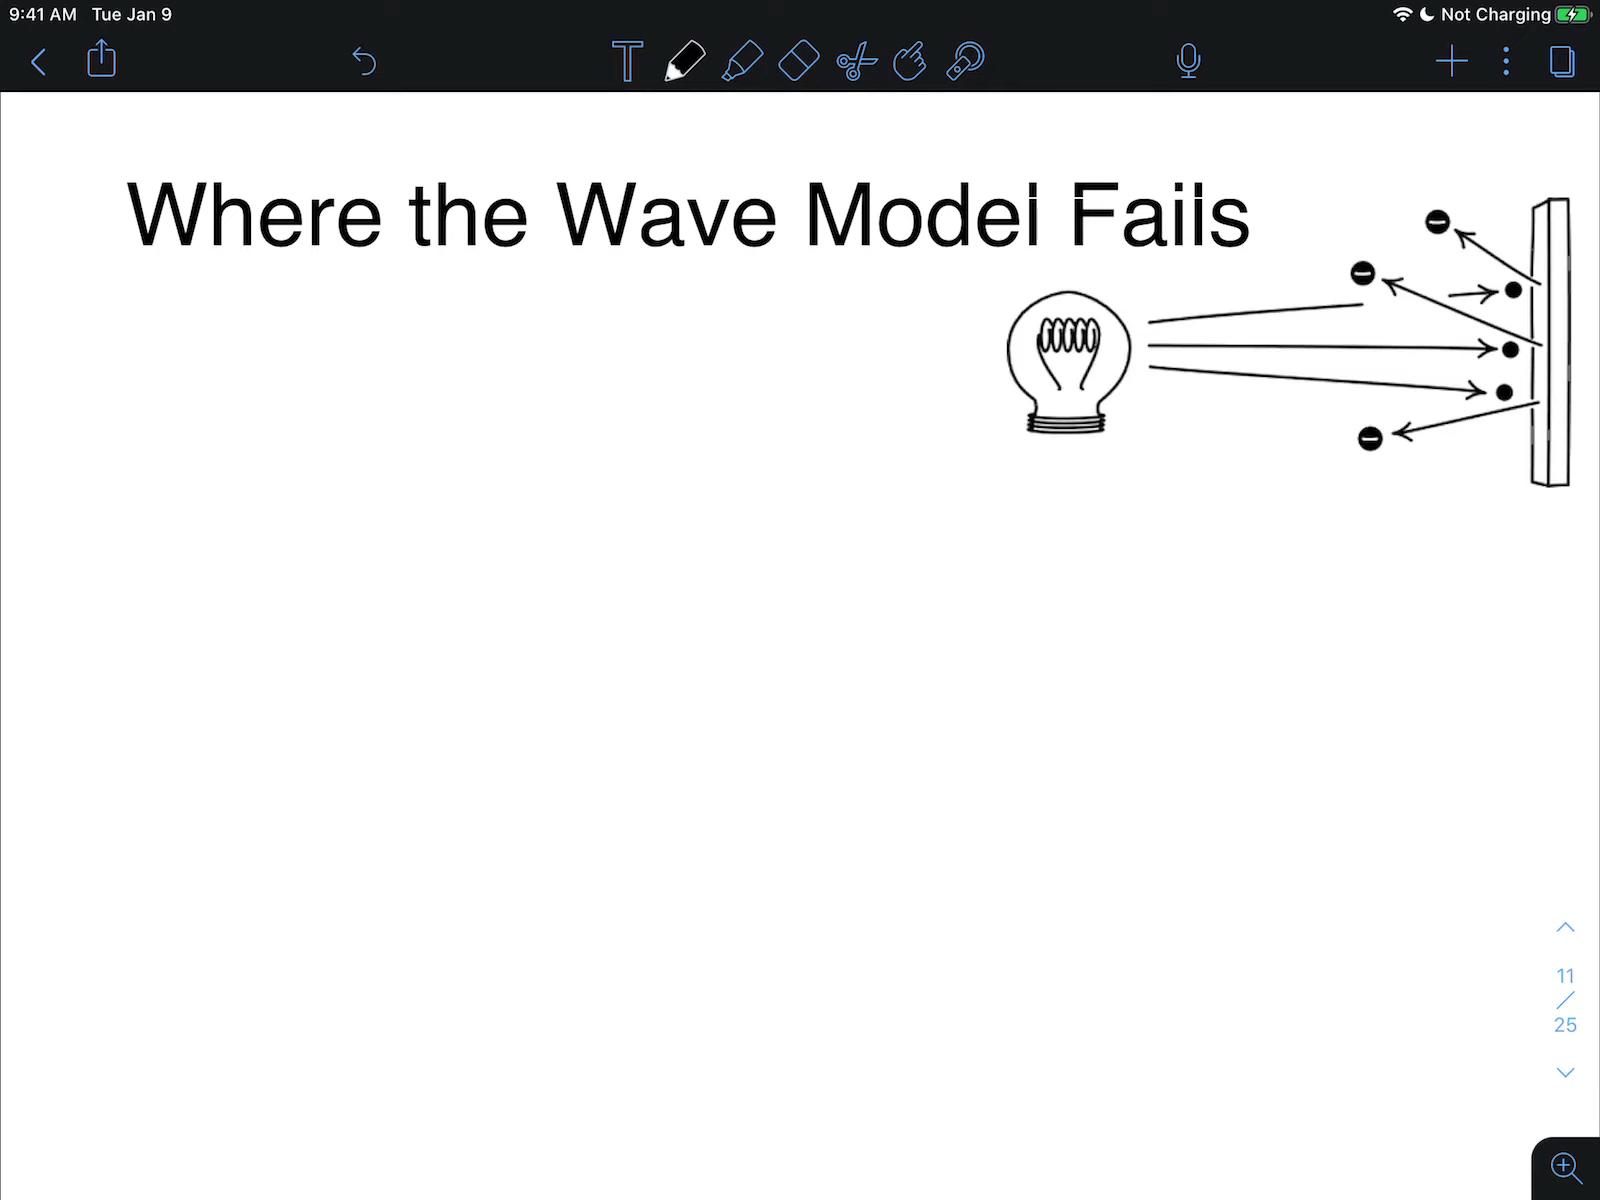 9:41 AM Tue Jan 9
Not Charging
Where the Wave Model Fails
11
/
25